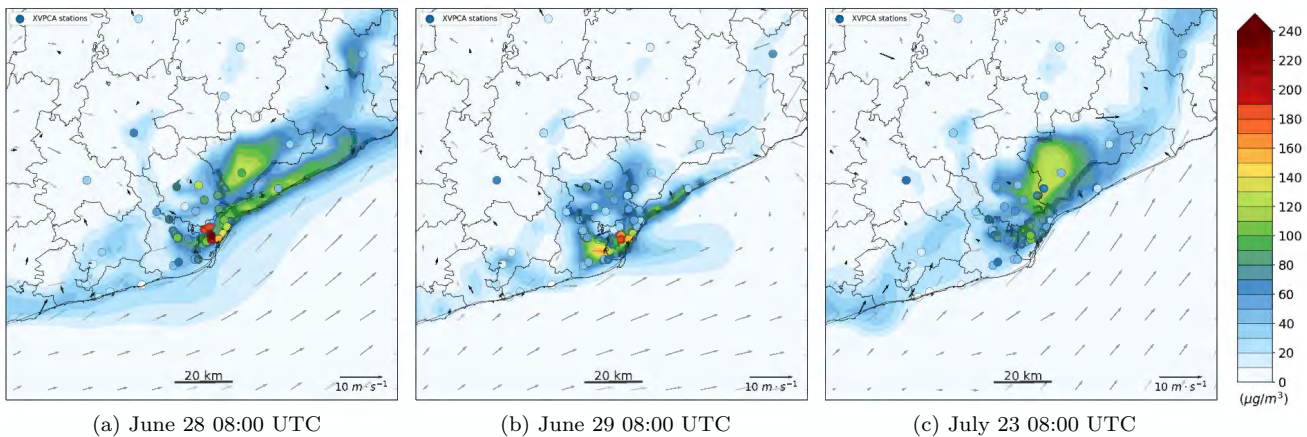 XVPCA stations
20 km
10 m·s⁻¹
XVPCA stations
20 km
10 m·s⁻¹
XVPCA stations
20 km
10 m·s⁻¹
240
220
200
180
160
140
120
100
80
60
40
20
0
(μg/m³)
(a) June 28 08:00 UTC
(b) June 29 08:00 UTC
(c) July 23 08:00 UTC